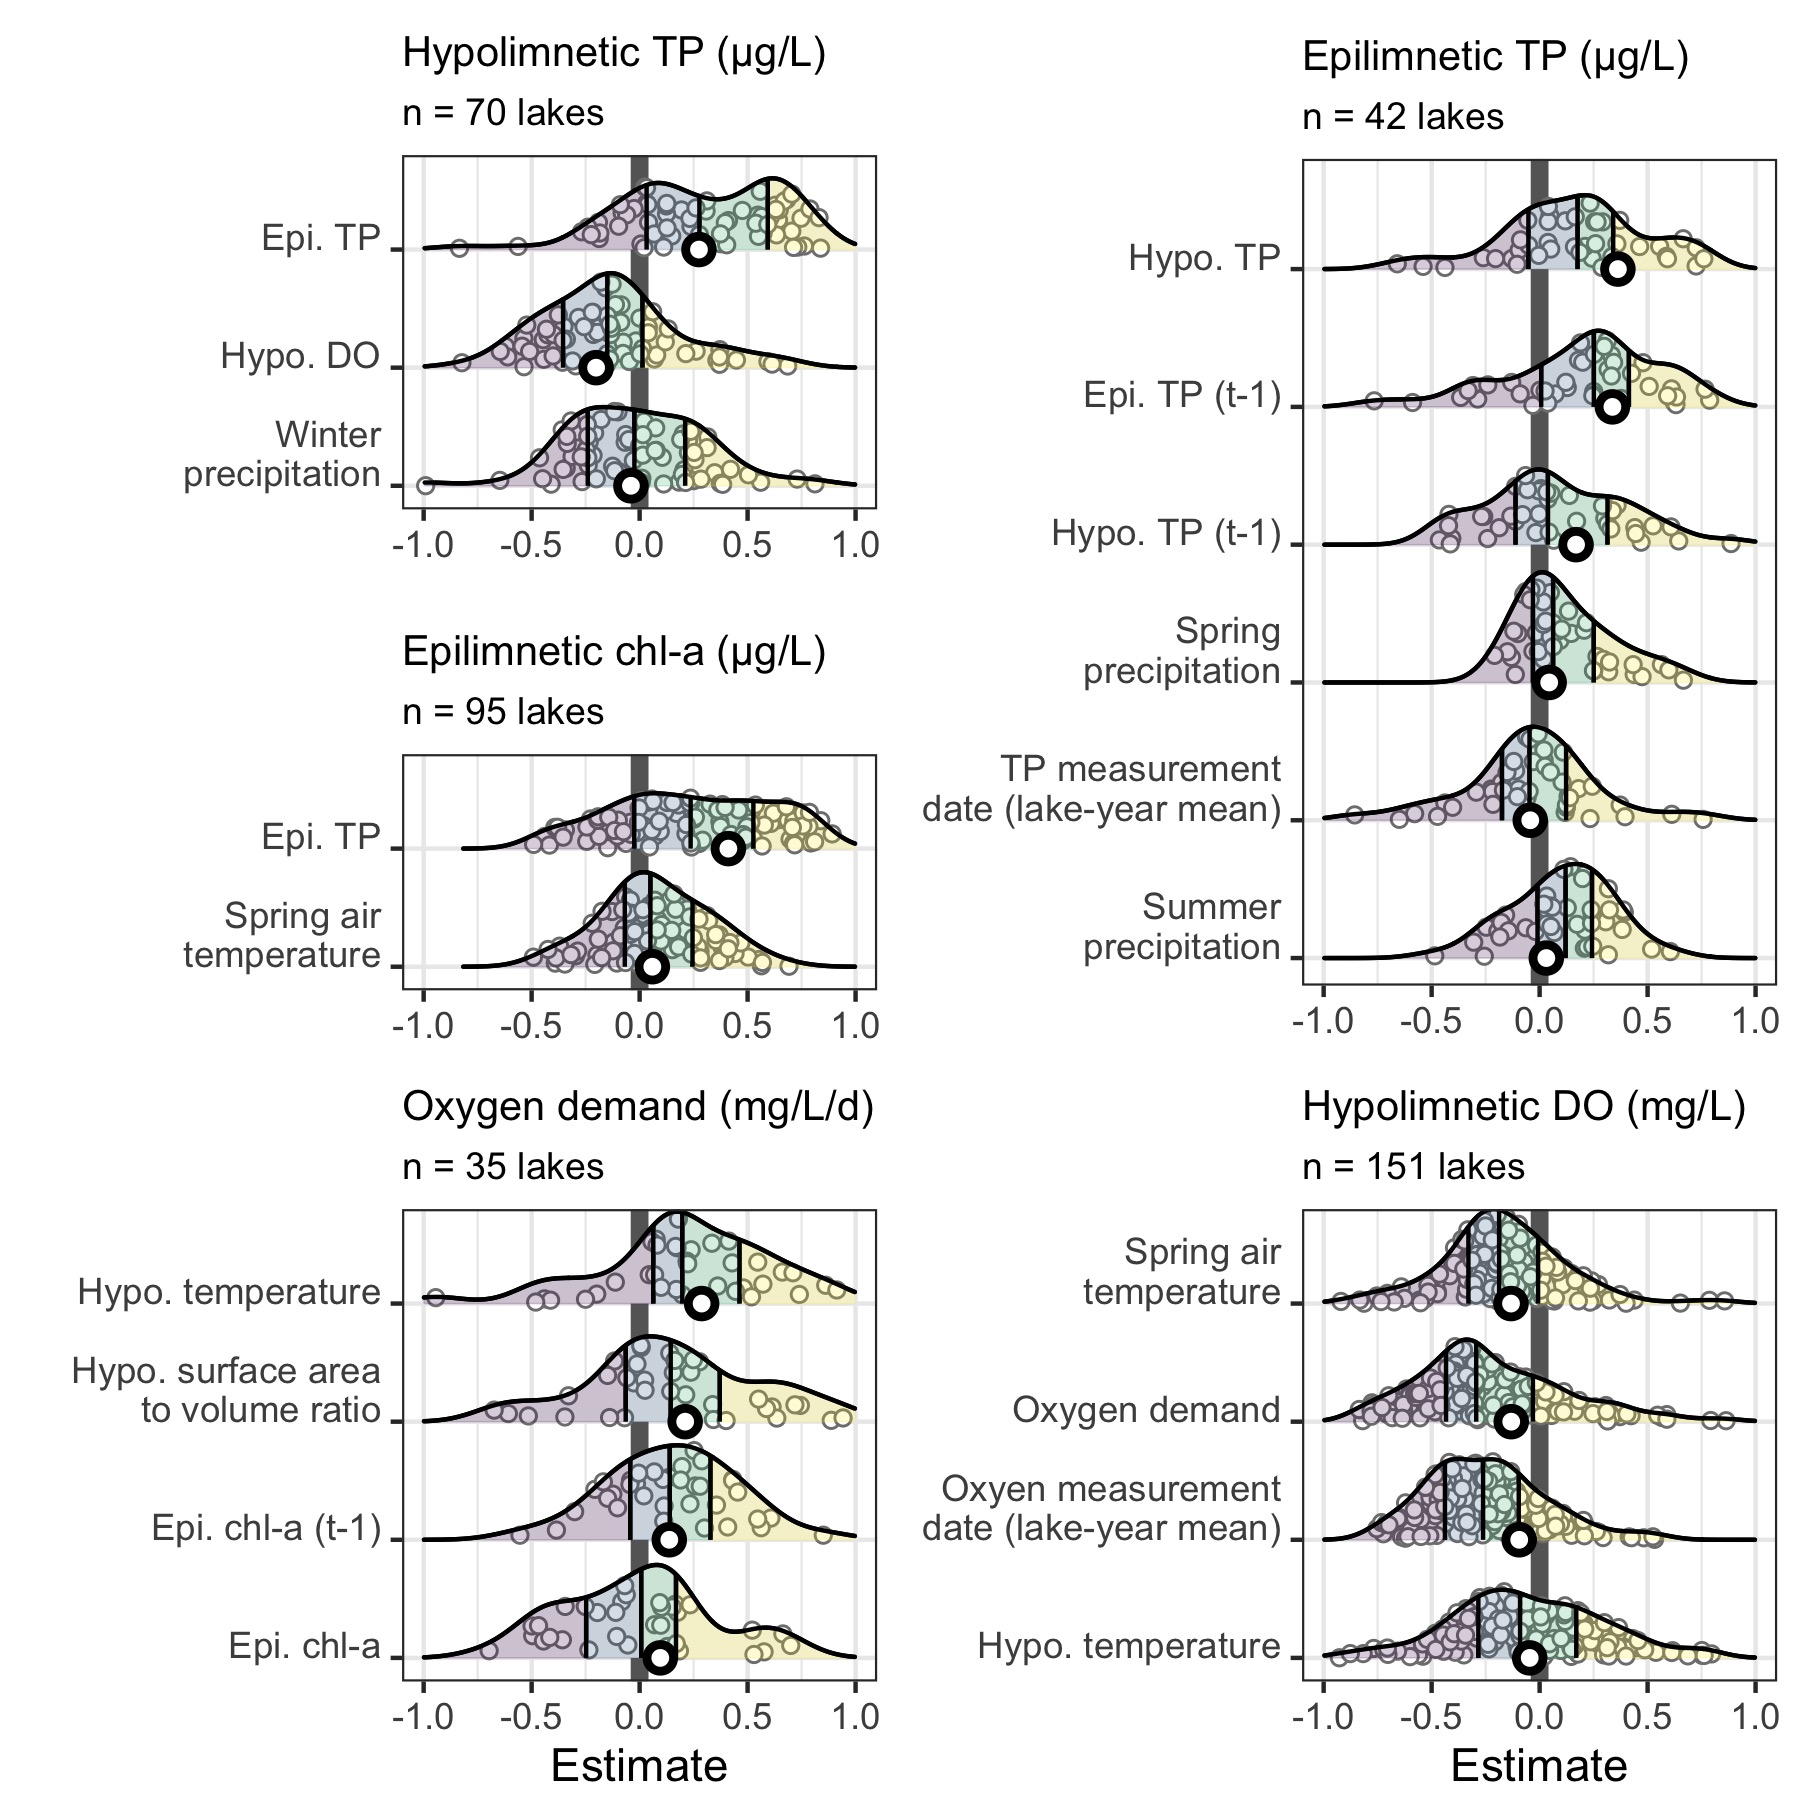 Hypolimnetic TP (µg/L)
n = 70 lakes
Epi. TP
Hypo. DO
Winter
precipitation
-1.0 -0.5 0.0 0.5 1.0
Epilimnetic TP (µg/L)
n = 42 lakes
Hypo. TP
Epi. TP (t-1)
Hypo. TP (t-1)
Spring
precipitation
TP measurement
date (lake-year mean)
Summer
precipitation
-1.0 -0.5 0.0 0.5 1.0
Epilimnetic chl-a (µg/L)
n = 95 lakes
Epi. TP
Spring air
temperature
-1.0 -0.5 0.0 0.5 1.0
Oxygen demand (mg/L/d)
n = 35 lakes
Hypo. temperature
Hypo. surface area
to volume ratio
Epi. chl-a (t-1)
Epi. chl-a
-1.0 -0.5 0.0 0.5 1.0
Estimate
Hypolimnetic DO (mg/L)
n = 151 lakes
Spring air
temperature
Oxygen demand
Oxyen measurement
date (lake-year mean)
Hypo. temperature
-1.0 -0.5 0.0 0.5 1.0
Estimate